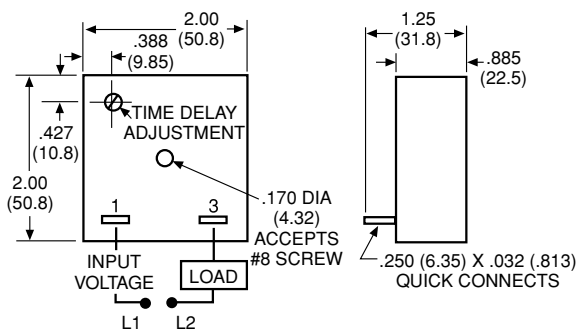 2.00
(50.8)
.388
(9.85)
1.25
(31.8)
.885
(22.5)
TIME DELAY
ADJUSTMENT
.427
(10.8)
2.00
(50.8)
.170 DIA
(4.32)
ACCEPTS
#8 SCREW
1
3
INPUT
VOLTAGE
LOAD
L1
L2
.250 (6.35) X .032 (.813)
QUICK CONNECTS